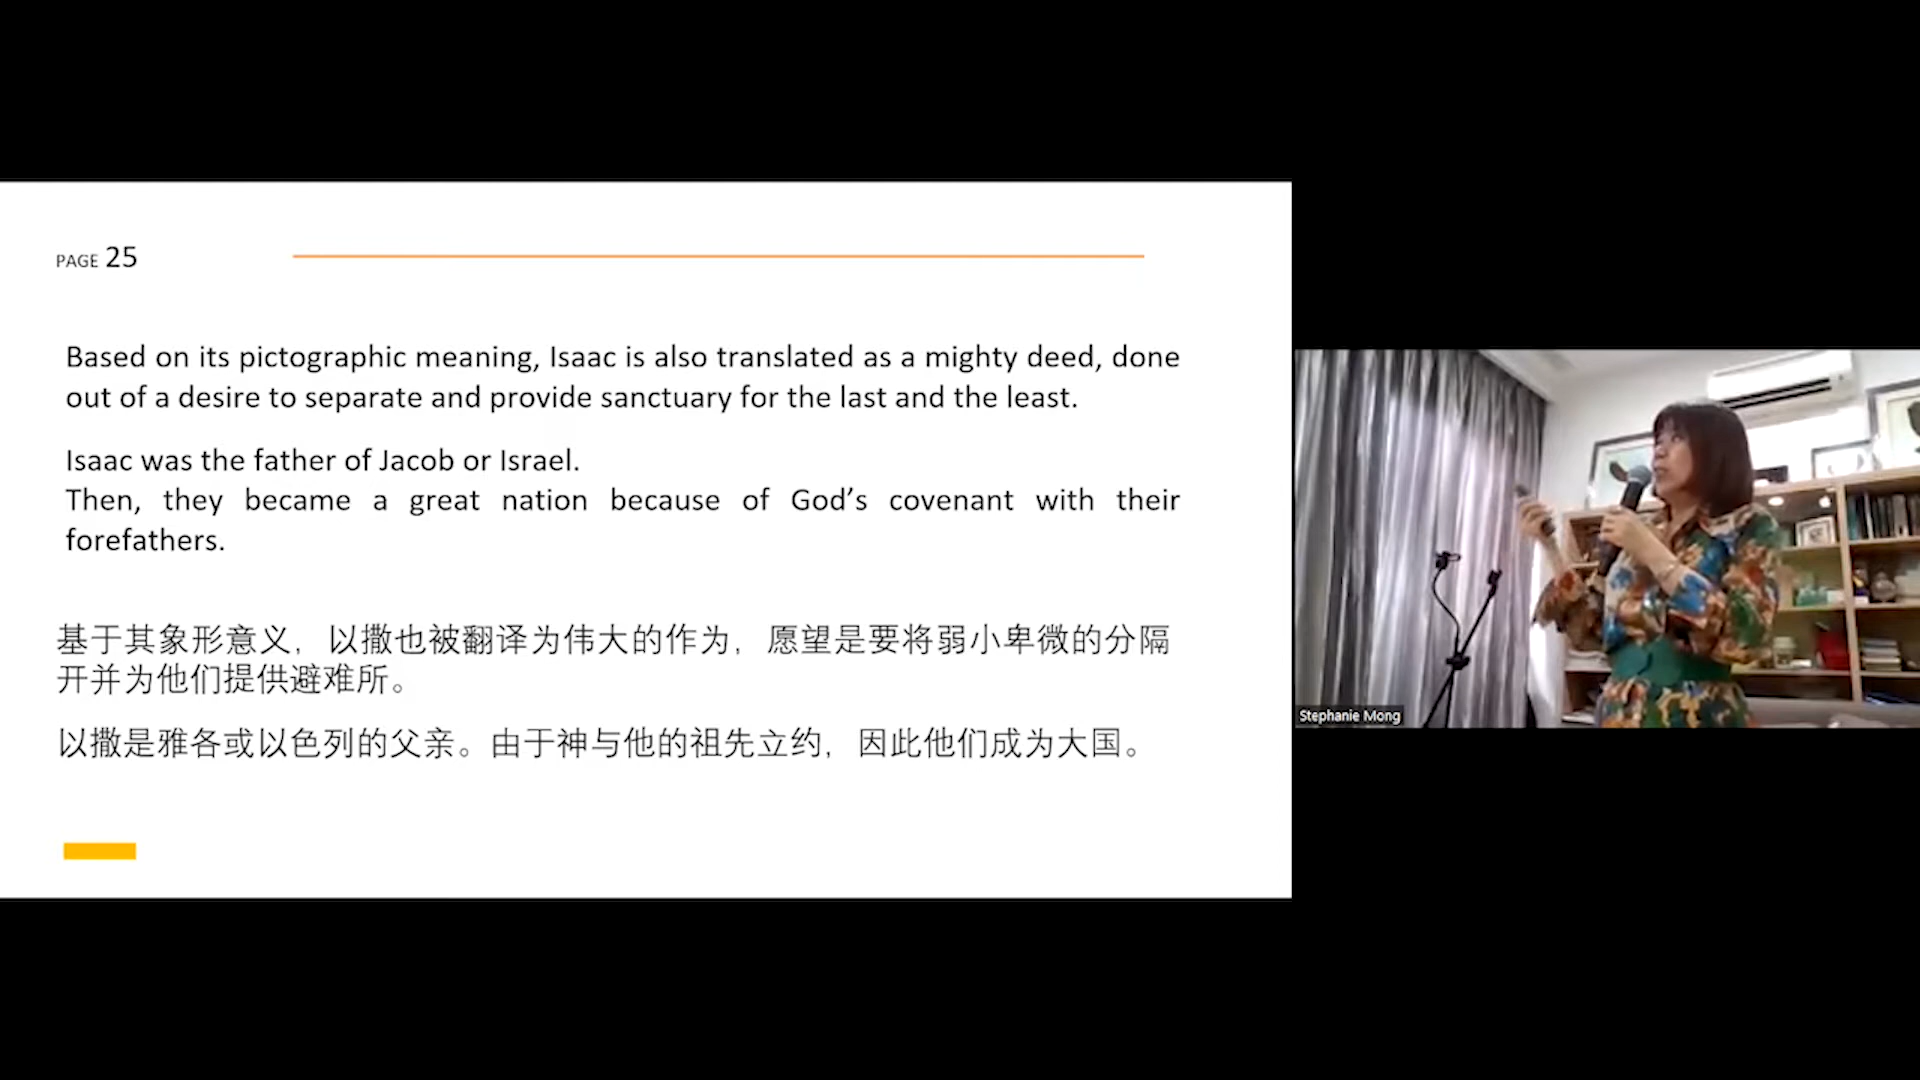 PAGE 25
Based on its pictographic meaning, Isaac is also translated as a mighty deed, done
out of a desire to separate and provide sanctuary for the last and the least.
Isaac was the father of Jacob or Israel.
Then, they became a great nation because of God’s covenant with their
forefathers.
基于其象形意义，以撒也被翻译为伟大的作为，愿望是要将弱小卑微的分隔
开并为他们提供避难所。
以撒是雅各或以色列的父亲。由于神与他的祖先立约，因此他们成为大国。
Stephanie Mong